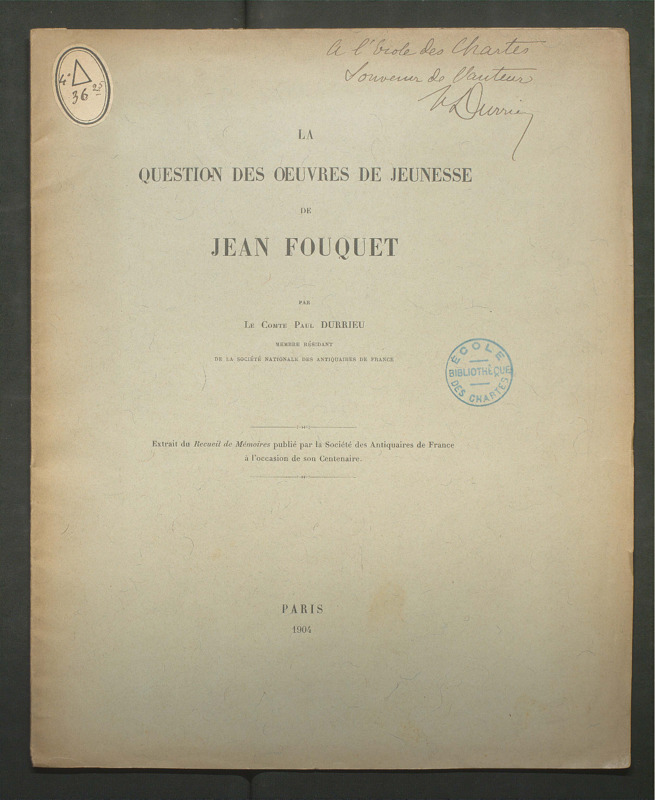 A l'École des Chartes
Souvenir de l'auteur
Durrieu
4°
36
LA
QUESTION DES ŒUVRES DE JEUNESSE
DE
JEAN FOUQUET
PAR
LE COMTE PAUL DURRIEU
MEMBRE RÉSIDANT
DE LA SOCIÉTÉ NATIONALE DES ANTIQUAIRES DE FRANCE
ÉCOLE
BIBLIOTHÈQUE
DES CHARTES
Extrait du Recueil de Mémoires publié par la Société des Antiquaires de France
à l'occasion de son Centenaire.
PARIS
1904